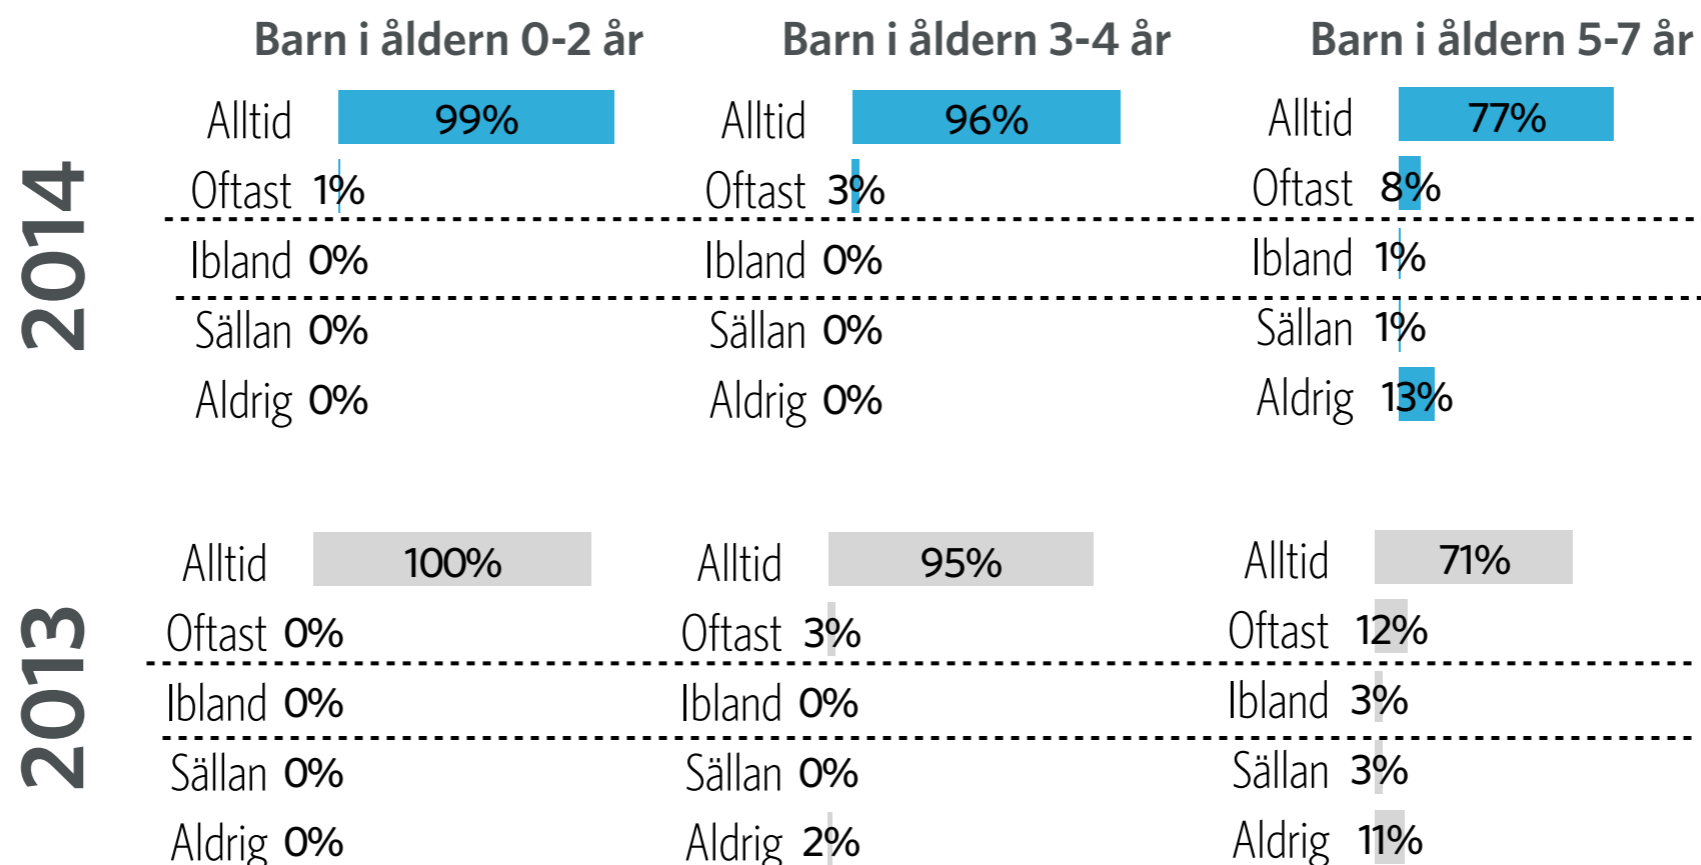 Barn i åldern 0-2 år Barn i åldern 3-4 år Barn i åldern 5-7 år
2014
Alltid 99% Alltid 96% Alltid 77%
Oftast 1% Oftast 3% Oftast 8%
Ibland 0% Ibland 0% Ibland 1%
Sällan 0% Sällan 0% Sällan 1%
Aldrig 0% Aldrig 0% Aldrig 13%
2013
Alltid 100% Alltid 95% Alltid 71%
Oftast 0% Oftast 3% Oftast 12%
Ibland 0% Ibland 0% Ibland 3%
Sällan 0% Sällan 0% Sällan 3%
Aldrig 0% Aldrig 2% Aldrig 11%